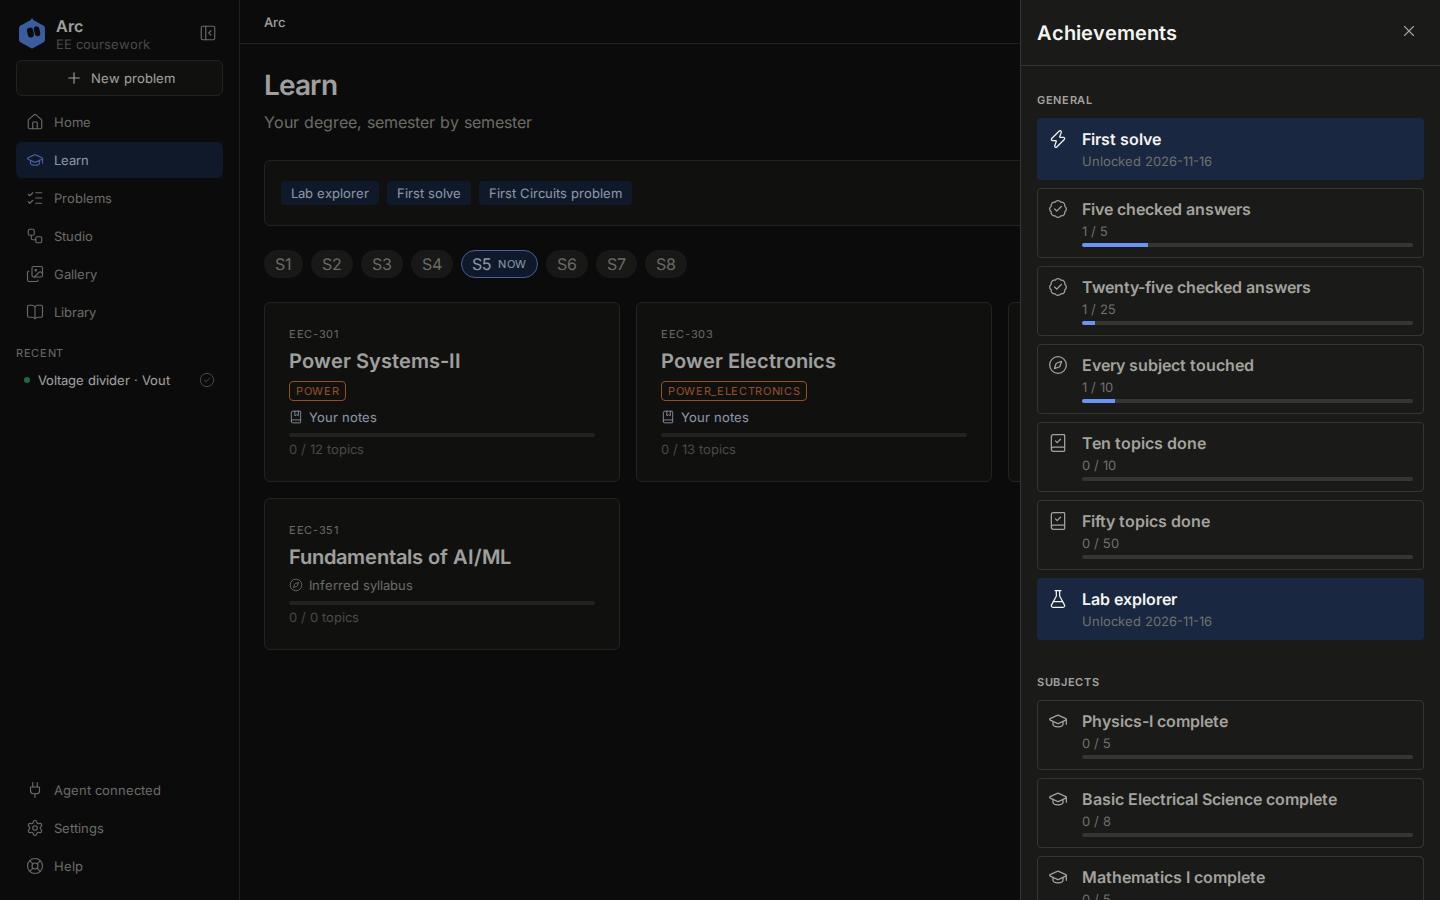 Arc
EE coursework
New problem
Home
Learn
Problems
Studio
Gallery
Library
RECENT
Voltage divider · Vout
Agent connected
Settings
Help
Arc
Learn
Your degree, semester by semester
Lab explorer
First solve
First Circuits problem
S1
S2
S3
S4
S5 NOW
S6
S7
S8
EEC-301
Power Systems-II
POWER
Your notes
0 / 12 topics
EEC-303
Power Electronics
POWER_ELECTRONICS
Your notes
0 / 13 topics
EEC-351
Fundamentals of AI/ML
Inferred syllabus
0 / 0 topics
Achievements
GENERAL
First solve
Unlocked 2026-11-16
Five checked answers
1 / 5
Twenty-five checked answers
1 / 25
Every subject touched
1 / 10
Ten topics done
0 / 10
Fifty topics done
0 / 50
Lab explorer
Unlocked 2026-11-16
SUBJECTS
Physics-I complete
0 / 5
Basic Electrical Science complete
0 / 8
Mathematics I complete
0 / 5